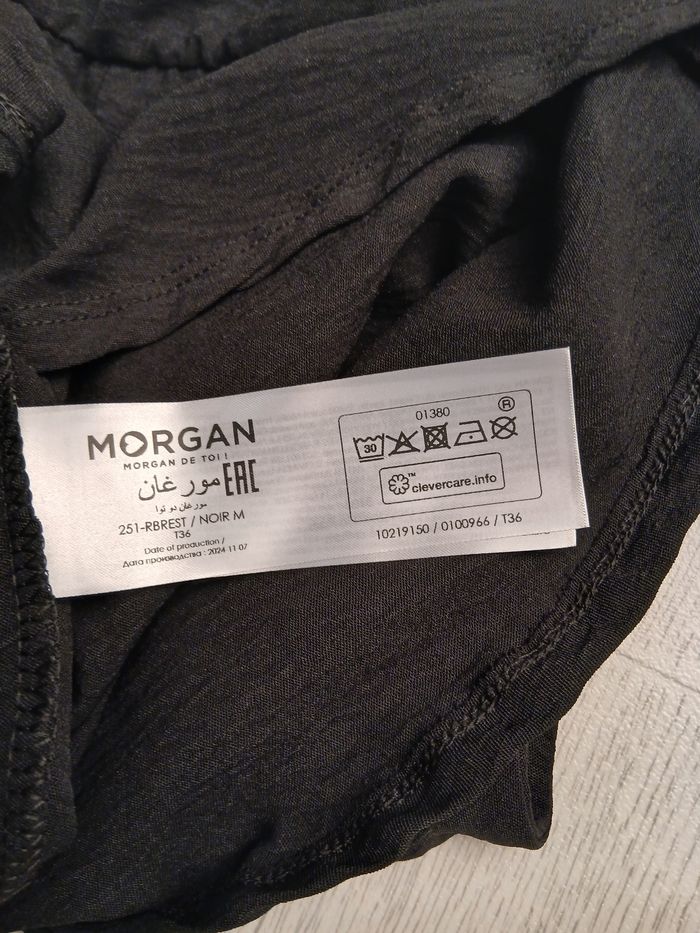 MORGAN
MORGAN DE TOI !
مورغان EAC
مورغان دو توا
251-RBREST / NOIR M
T36
Date of production /
Дата производства : 2024 11 07
01380
®
30
TM
clevercare.info
10219150 / 0100966 / T36